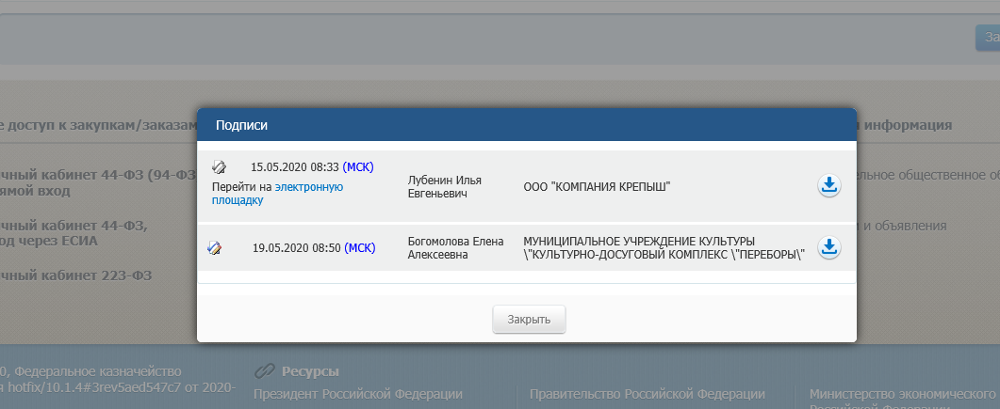 За
е доступ к закупкам/заказам
Подписи
я информация
15.05.2020 08:33 (МСК)
Перейти на электронную
площадку
Лубенин Илья
Евгеньевич
ООО "КОМПАНИЯ КРЕПЫШ"
чный кабинет 44-ФЗ (94-ФЗ
ямой вход
ельное общественное об
чный кабинет 44-ФЗ,
од через ЕСИА
19.05.2020 08:50 (МСК)
Богомолова Елена
Алексеевна
МУНИЦИПАЛЬНОЕ УЧРЕЖДЕНИЕ КУЛЬТУРЫ
\"КУЛЬТУРНО-ДОСУГОВЫЙ КОМПЛЕКС \"ПЕРЕБОРЫ\"
и и объявления
чный кабинет 223-ФЗ
Закрыть
0, Федеральное казначейство
я hotfix/10.1.4#3rev5aed547c7 от 2020-
Ресурсы
Президент Российской Федерации
Правительство Российской Федерации
Министерство экономического
Российской Федерации